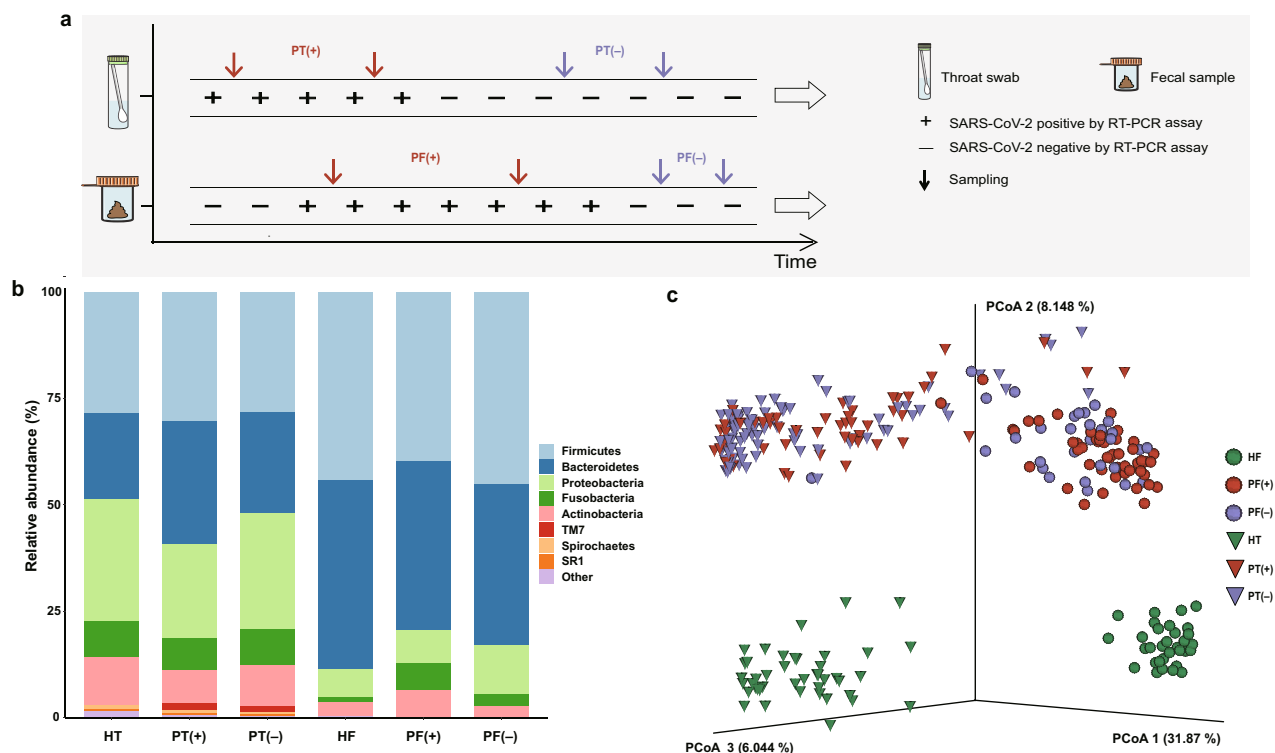 a
PT(+) PT(–)
+ + + + + – – – – – – –
PF(+) PF(–)
– – + + + + + + + – – –
Time
Throat swab Fecal sample
+ SARS-CoV-2 positive by RT-PCR assay
– SARS-CoV-2 negative by RT-PCR assay
Sampling
b
Relative abundance (%)
100
75
50
25
0
HT PT(+) PT(–) HF PF(+) PF(–)
Firmicutes
Bacteroidetes
Proteobacteria
Fusobacteria
Actinobacteria
TM7
Spirochaetes
SR1
Other
c
PCoA 2 (8.148 %)
PCoA 3 (6.044 %)
PCoA 1 (31.87 %)
HF
PF(+)
PF(–)
HT
PT(+)
PT(–)